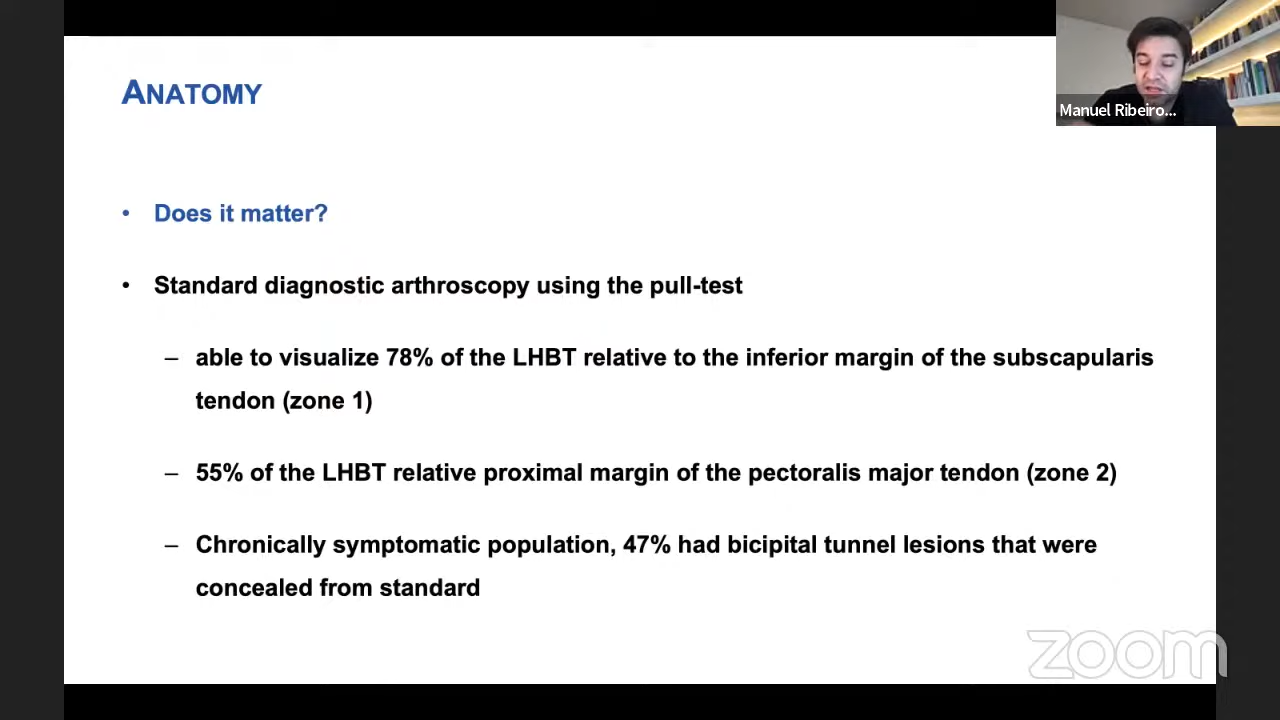 ANATOMY
Manuel Ribeiro...
• Does it matter?
• Standard diagnostic arthroscopy using the pull-test
– able to visualize 78% of the LHBT relative to the inferior margin of the subscapularis
tendon (zone 1)
– 55% of the LHBT relative proximal margin of the pectoralis major tendon (zone 2)
– Chronically symptomatic population, 47% had bicipital tunnel lesions that were
concealed from standard
zoom